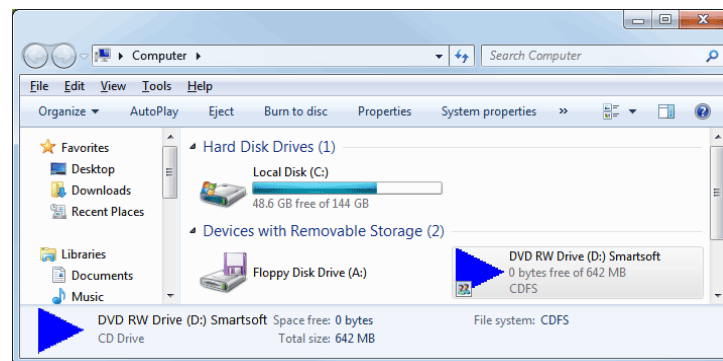 Computer
Search Computer
File Edit View Tools Help
Organize AutoPlay Eject Burn to disc Properties System properties »
Favorites
Desktop
Downloads
Recent Places
Libraries
Documents
Music
Hard Disk Drives (1)
Local Disk (C:)
48.6 GB free of 144 GB
Devices with Removable Storage (2)
Floppy Disk Drive (A:)
DVD RW Drive (D:) Smartsoft
0 bytes free of 642 MB
CDFS
DVD RW Drive (D:) Smartsoft Space free: 0 bytes File system: CDFS
CD Drive Total size: 642 MB